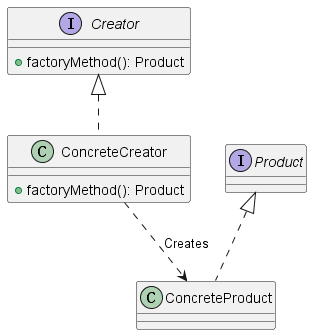 I Creator
+ factoryMethod(): Product
C ConcreteCreator
+ factoryMethod(): Product
I Product
Creates
C ConcreteProduct